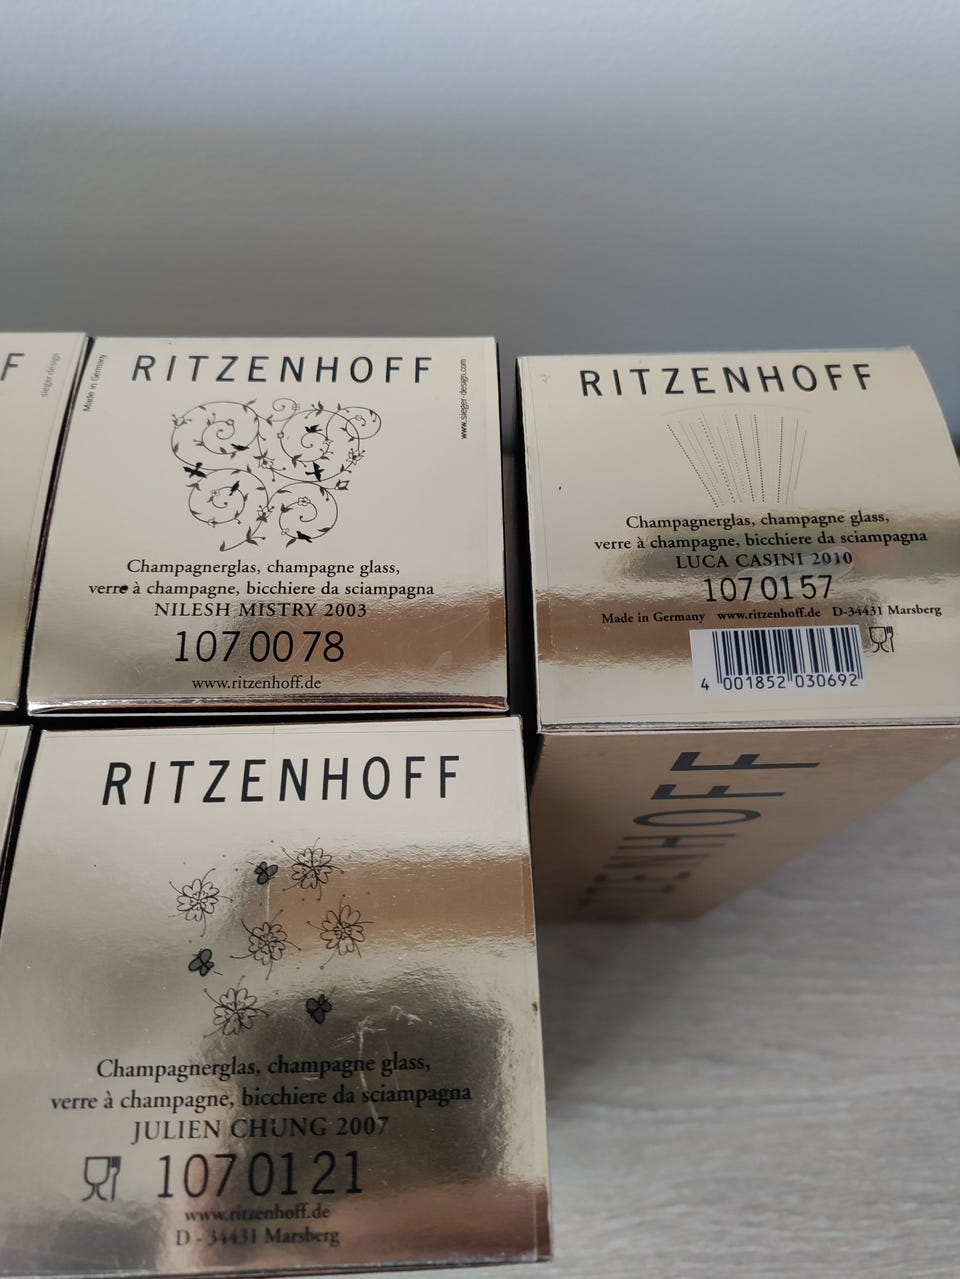 F
sieger design
Made in Germany
RITZENHOFF
www.sieger-design.com
Champagnerglas, champagne glass,
verre à champagne, bicchiere da sciampagna
NILESH MISTRY 2003
107 00 78
www.ritzenhoff.de
RITZENHOFF
Champagnerglas, champagne glass,
verre à champagne, bicchiere da sciampagna
LUCA CASINI 2010
107 01 57
Made in Germany www.ritzenhoff.de D-34431 Marsberg
4 001852 030692
TZENHOFF
RITZENHOFF
Champagnerglas, champagne glass,
verre à champagne, bicchiere da sciampagna
JULIEN CHUNG 2007
107 01 21
www.ritzenhoff.de
D - 34431 Marsberg